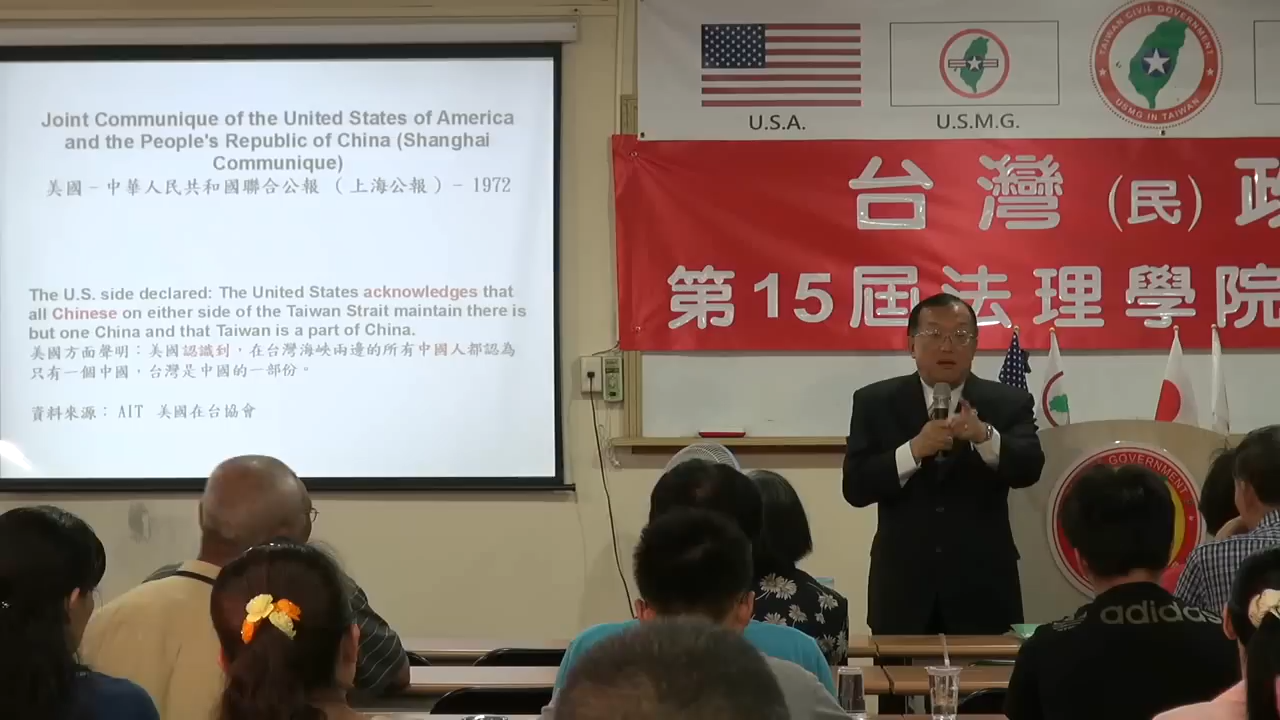 Joint Communique of the United States of America
and the People's Republic of China (Shanghai
Communique)
美國–中華人民共和國聯合公報 （上海公報）– 1972
The U.S. side declared: The United States acknowledges that
all Chinese on either side of the Taiwan Strait maintain there is
but one China and that Taiwan is a part of China.
美國方面聲明：美國認識到，在台灣海峽兩邊的所有中國人都認為
只有一個中國，台灣是中國的一部份。
資料來源： AIT 美國在台協會
U.S.A.
U.S.M.G.
TAIWAN CIVIL GOVERNMENT
USMG IN TAIWAN
台灣(民)政
第15屆法理學院
GOVERNMENT
adidas